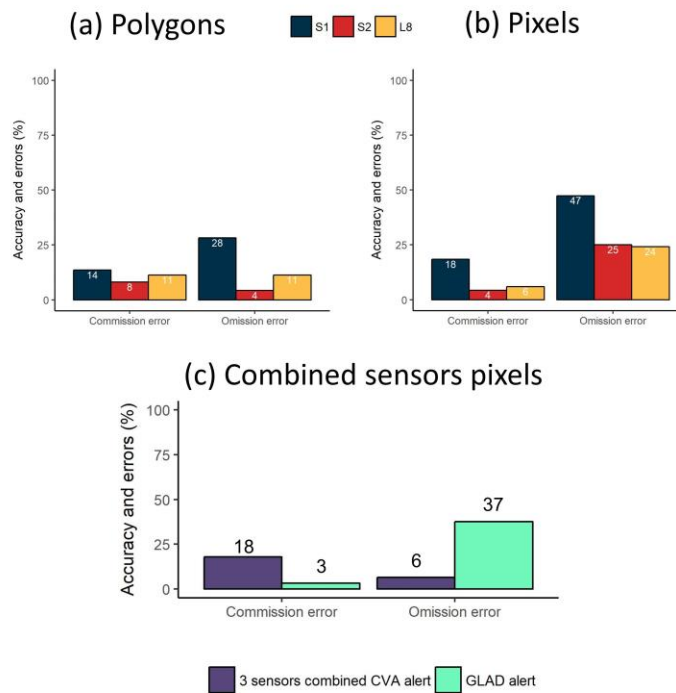 (a) Polygons
S1 S2 L8
(b) Pixels
Accuracy and errors (%)
100
75
50
25
0
14
8
11
28
4
11
Commission error
Omission error
Accuracy and errors (%)
100
75
50
25
0
18
4
6
47
25
24
Commission error
Omission error
(c) Combined sensors pixels
Accuracy and errors (%)
100
75
50
25
0
18
3
6
37
Commission error
Omission error
3 sensors combined CVA alert GLAD alert